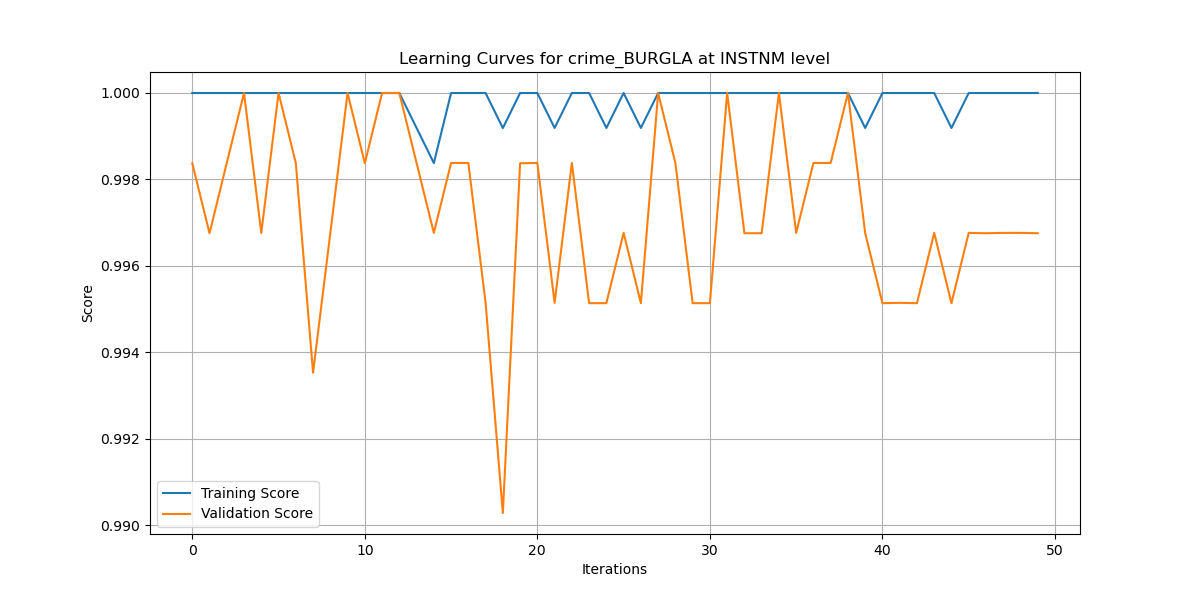 Learning Curves for crime_BURGLA at INSTNM level
Score
1.000
0.998
0.996
0.994
0.992
0.990
Training Score
Validation Score
0 10 20 30 40 50
Iterations